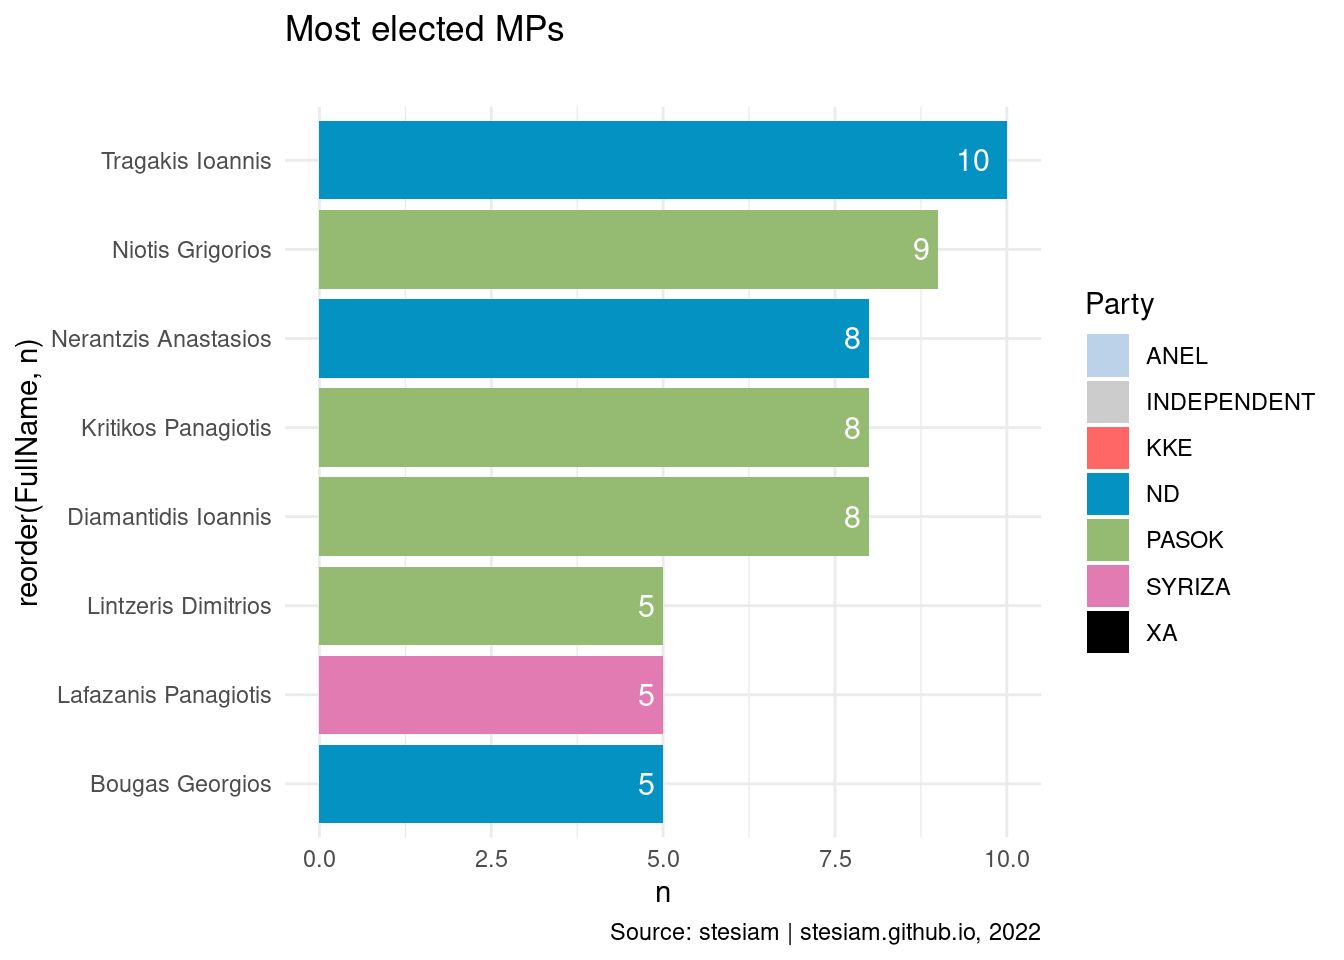 Most elected MPs
Tragakis Ioannis
10
Niotis Grigorios
9
Nerantzis Anastasios
8
Kritikos Panagiotis
8
Diamantidis Ioannis
8
Lintzeris Dimitrios
5
Lafazanis Panagiotis
5
Bougas Georgios
5
reorder(FullName, n)
0.0 2.5 5.0 7.5 10.0
n
Party
ANEL
INDEPENDENT
KKE
ND
PASOK
SYRIZA
XA
Source: stesiam | stesiam.github.io, 2022